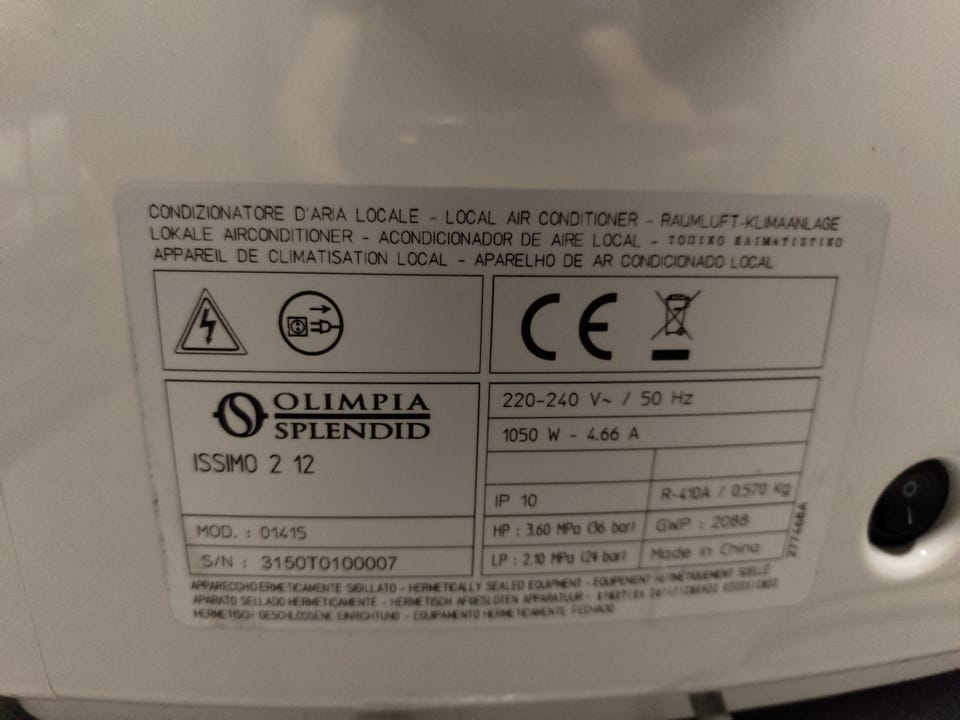 CONDIZIONATORE D'ARIA LOCALE - LOCAL AIR CONDITIONER - RAUMLUFT-KLIMAANLAGE
LOKALE AIRCONDITIONER - ACONDICIONADOR DE AIRE LOCAL - ΤΟΠΙΚΟ ΚΛΙΜΑΤΙΣΤΙΚΟ
APPAREIL DE CLIMATISATION LOCAL - APARELHO DE AR CONDICIONADO LOCAL
CE
OLIMPIA
SPLENDID
ISSIMO 2 12
MOD. : 01415
S/N : 3150T0100007
220-240 V~ / 50 Hz
1050 W - 4.66 A
IP 10
R-410A / 0,570 Kg
HP : 3.60 MPa (36 bar)
GWP : 2088
LP : 2.10 MPa (24 bar)
Made in China
277468A
APPARECCHIO ERMETICAMENTE SIGILLATO - HERMETICALLY SEALED EQUIPMENT - EQUIPEMENT HERMÉTIQUEMENT SCELLÉ
APARATO SELLADO HERMETICAMENTE - HERMETISCH AFGESLOTEN APPARATUUR -
HERMETISCH GESCHLOSSENE EINRICHTUNG - EQUIPAMENTO HERMETICAMENTE FECHADO